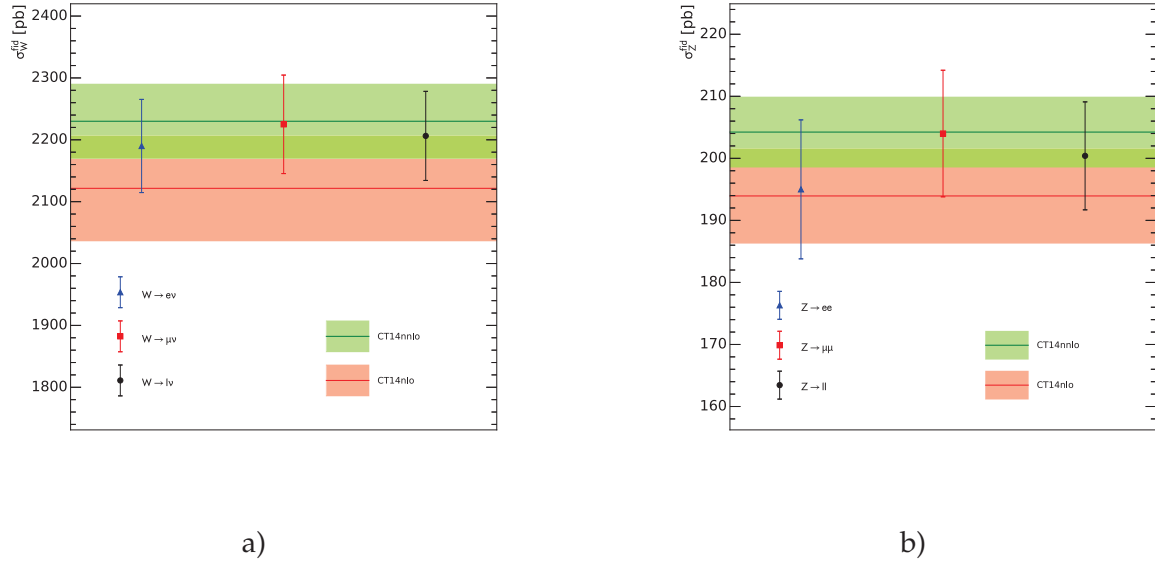 σ_W^fid [pb]
2400
2300
2200
2100
2000
1900
1800
W → eν
W → μν
W → lν
CT14nnlo
CT14nlo
a)
σ_Z^fid [pb]
220
210
200
190
180
170
160
Z → ee
Z → μμ
Z → ll
CT14nnlo
CT14nlo
b)